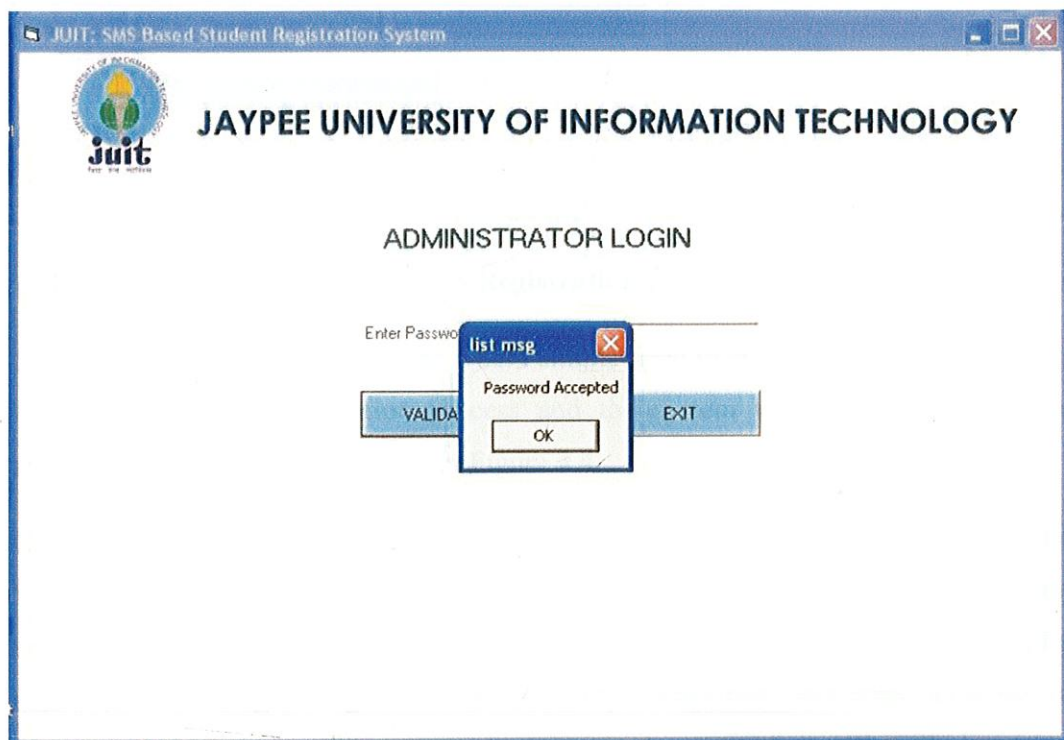 JUIT: SMS Based Student Registration System
JAYPEE UNIVERSITY OF INFORMATION TECHNOLOGY
juit
ADMINISTRATOR LOGIN
Enter Passwo
list msg
Password Accepted
VALIDA
OK
EXIT